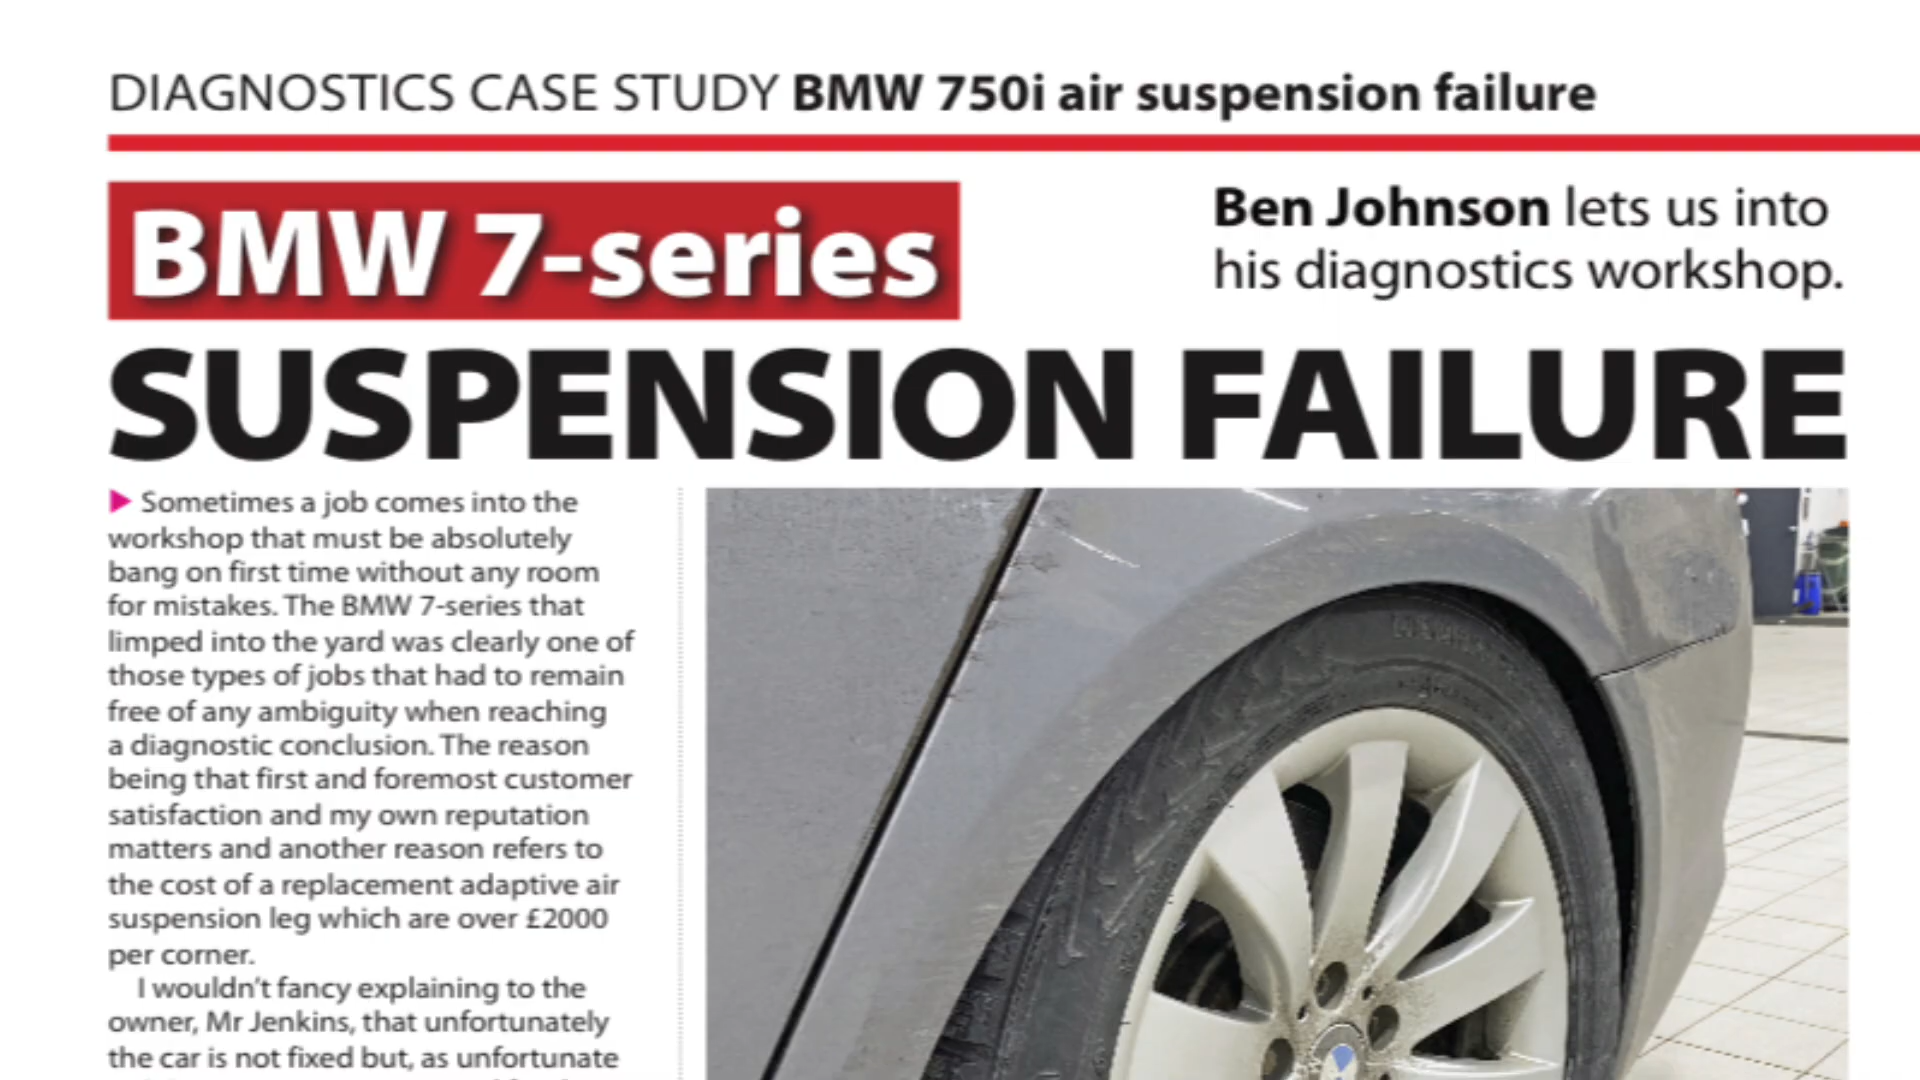 DIAGNOSTICS CASE STUDY BMW 750i air suspension failure
BMW 7-series
Ben Johnson lets us into
his diagnostics workshop.
SUSPENSION FAILURE
Sometimes a job comes into the
workshop that must be absolutely
bang on first time without any room
for mistakes. The BMW 7-series that
limped into the yard was clearly one of
those types of jobs that had to remain
free of any ambiguity when reaching
a diagnostic conclusion. The reason
being that first and foremost customer
satisfaction and my own reputation
matters and another reason refers to
the cost of a replacement adaptive air
suspension leg which are over £2000
per corner.
I wouldn't fancy explaining to the
owner, Mr Jenkins, that unfortunately
the car is not fixed but, as unfortunate